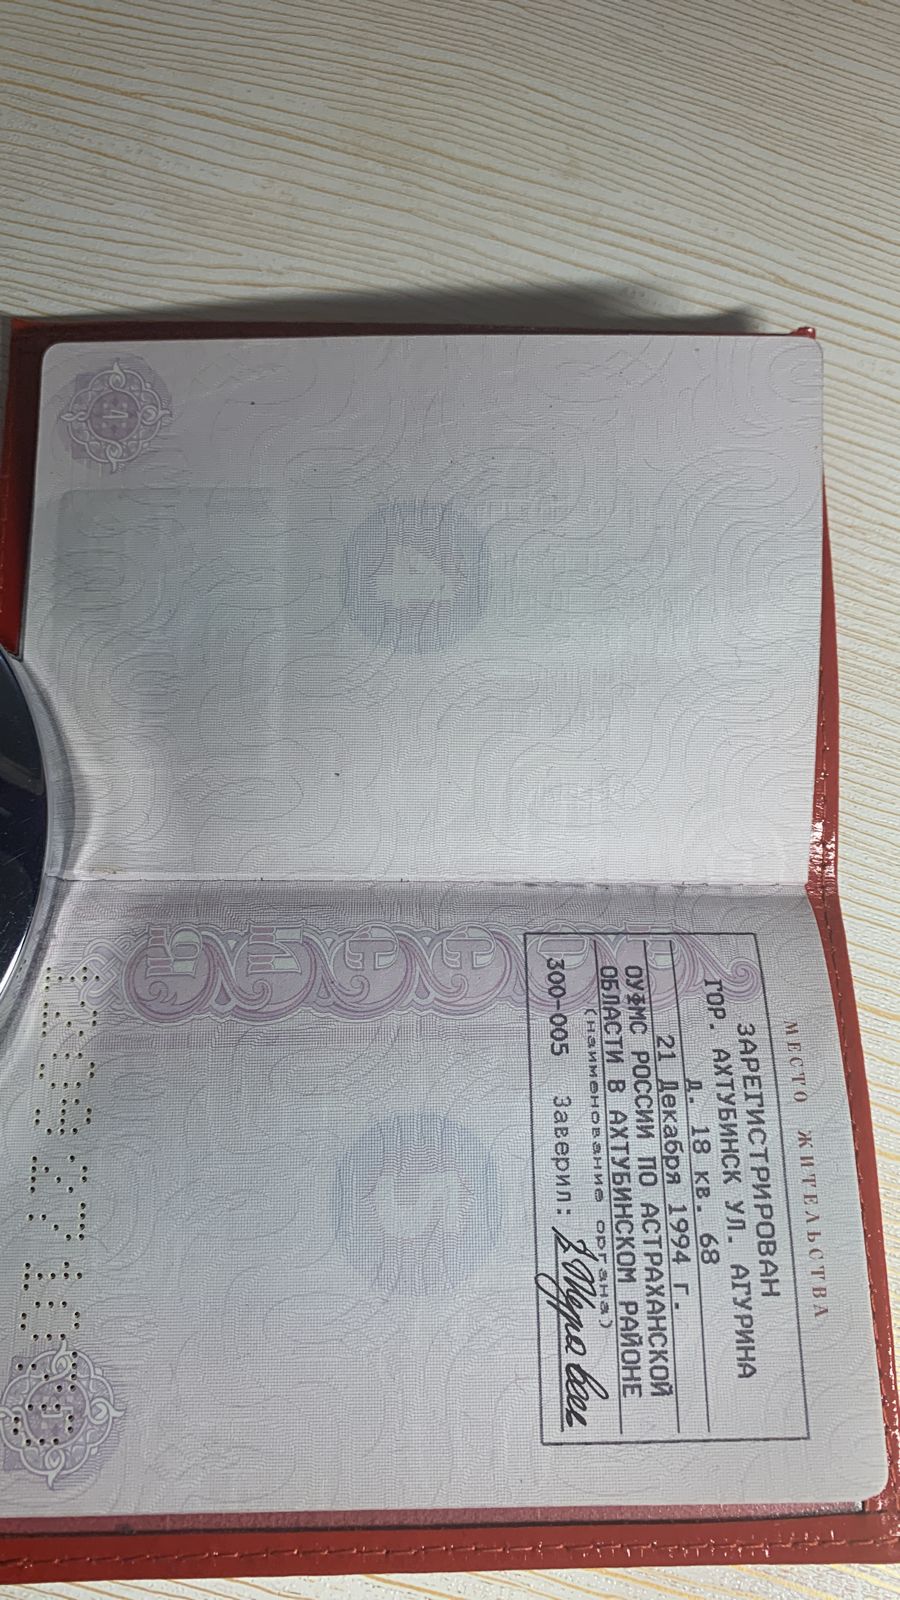 МЕСТО ЖИТЕЛЬСТВА
ЗАРЕГИСТРИРОВАН
ГОР. АХТУБИНСК УЛ. АГУРИНА
Д. 18 кв. 68
21 Декабря 1994 г.
ОУФМС РОССИИ ПО АСТРАХАНСКОЙ
ОБЛАСТИ В АХТУБИНСКОМ РАЙОНЕ
(наименование органа)
300-005 Заверил: